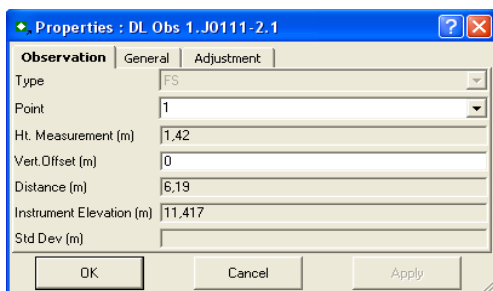 Properties : DL Obs 1.J0111-2.1
Observation General Adjustment
Type FS
Point 1
Ht. Measurement (m) 1,42
Vert.Offset (m) 0
Distance (m) 6,19
Instrument Elevation (m) 11,417
Std Dev (m)
OK Cancel Apply